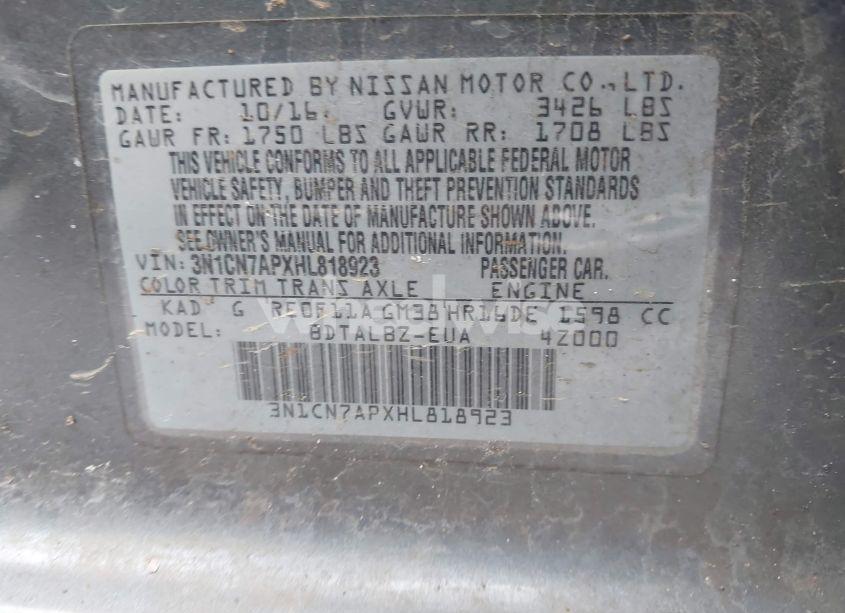 MANUFACTURED BY NISSAN MOTOR CO., LTD.
DATE: 10/16 GVWR: 3426 LBS
GAWR FR: 1750 LBS GAWR RR: 1708 LBS
THIS VEHICLE CONFORMS TO ALL APPLICABLE FEDERAL MOTOR
VEHICLE SAFETY, BUMPER AND THEFT PREVENTION STANDARDS
IN EFFECT ON THE DATE OF MANUFACTURE SHOWN ABOVE.
SEE OWNER'S MANUAL FOR ADDITIONAL INFORMATION.
VIN: 3N1CN7APXHL818923 PASSENGER CAR.
COLOR TRIM TRANS AXLE ENGINE
KAD G RE0F11A GM38 HR16DE 1598 CC
MODEL: BDTALBZ-EUA 42000
3N1CN7APXHL818923